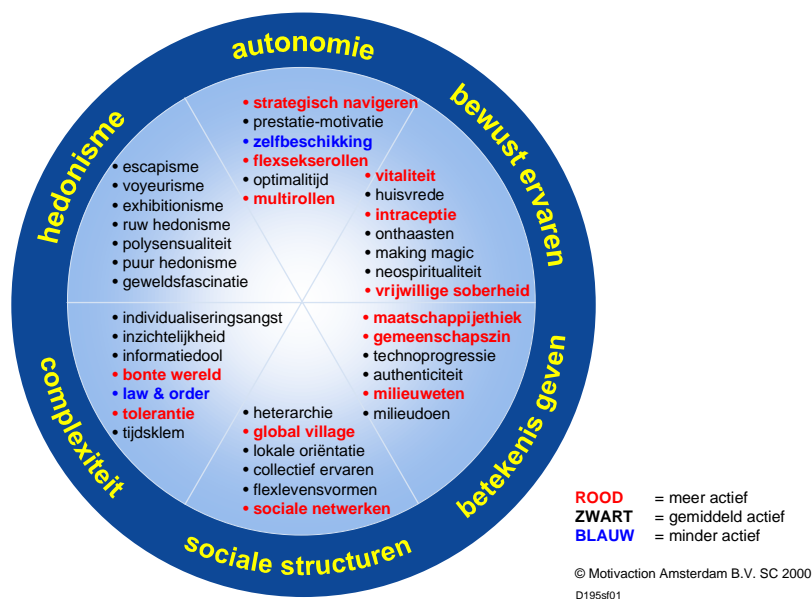 autonomie
bewust ervaren
betekenis geven
sociale structuren
complexiteit
hedonisme
• strategisch navigeren
• prestatie-motivatie
• zelfbeschikking
• flexsekserollen
• optimalitijd
• multirollen
• vitaliteit
• huisvrede
• intraceptie
• onthaasten
• making magic
• neospiritualiteit
• vrijwillige soberheid
• maatschappijethiek
• gemeenschapszin
• technoprogressie
• authenticiteit
• milieuweten
• milieudoen
• heterarchie
• global village
• lokale oriëntatie
• collectief ervaren
• flexlevensvormen
• sociale netwerken
• individualiseringsangst
• inzichtelijkheid
• informatiedool
• bonte wereld
• law & order
• tolerantie
• tijdsklem
• escapisme
• voyeurisme
• exhibitionisme
• ruw hedonisme
• polysensualiteit
• puur hedonisme
• geweldsfascinatie
ROOD = meer actief
ZWART = gemiddeld actief
BLAUW = minder actief
© Motivaction Amsterdam B.V. SC 2000
D195sf01